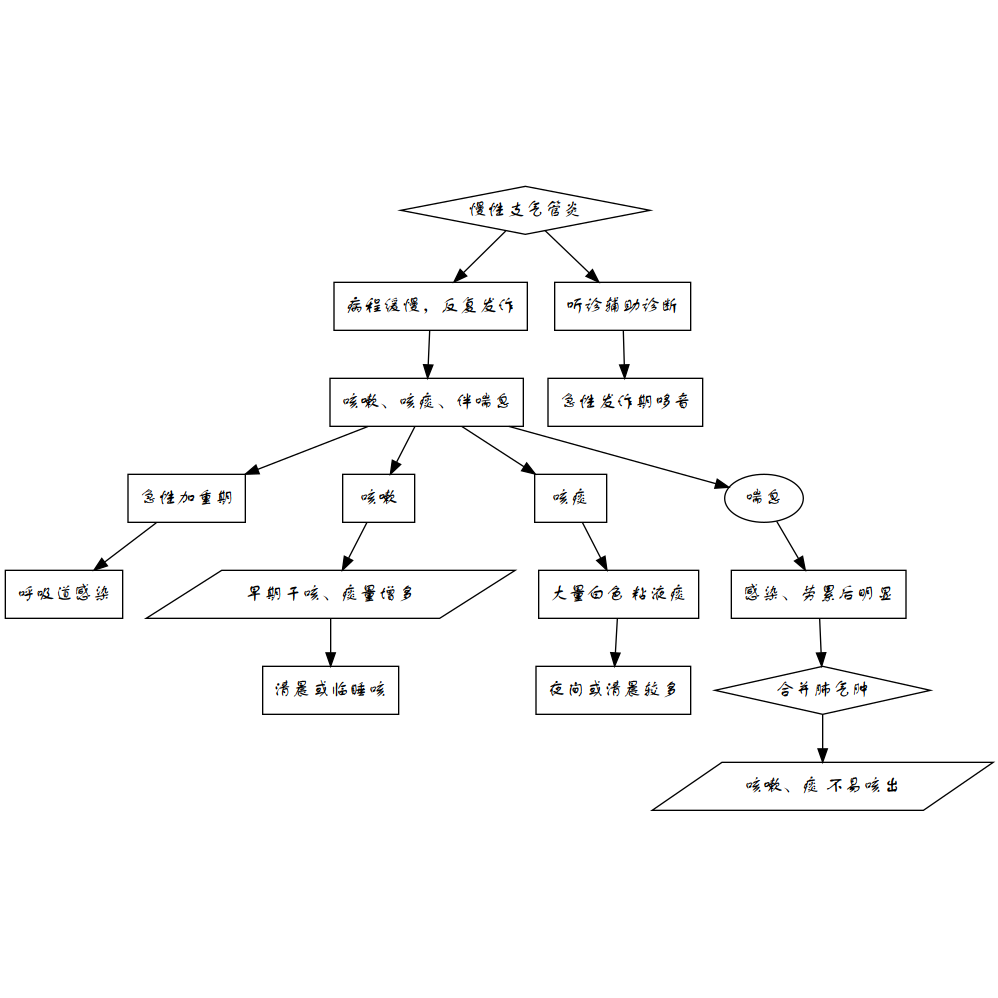 慢性支气管炎
病程缓慢，反复发作
听诊辅助诊断
咳嗽、咳痰、伴喘息
急性发作期哆音
急性加重期
咳嗽
咳痰
喘息
呼吸道感染
早期干咳、痰量增多
大量白色 粘液痰
感染、劳累后明显
清晨或临睡咳
夜间或清晨较多
合并肺气肿
咳嗽、痰 不易咳出